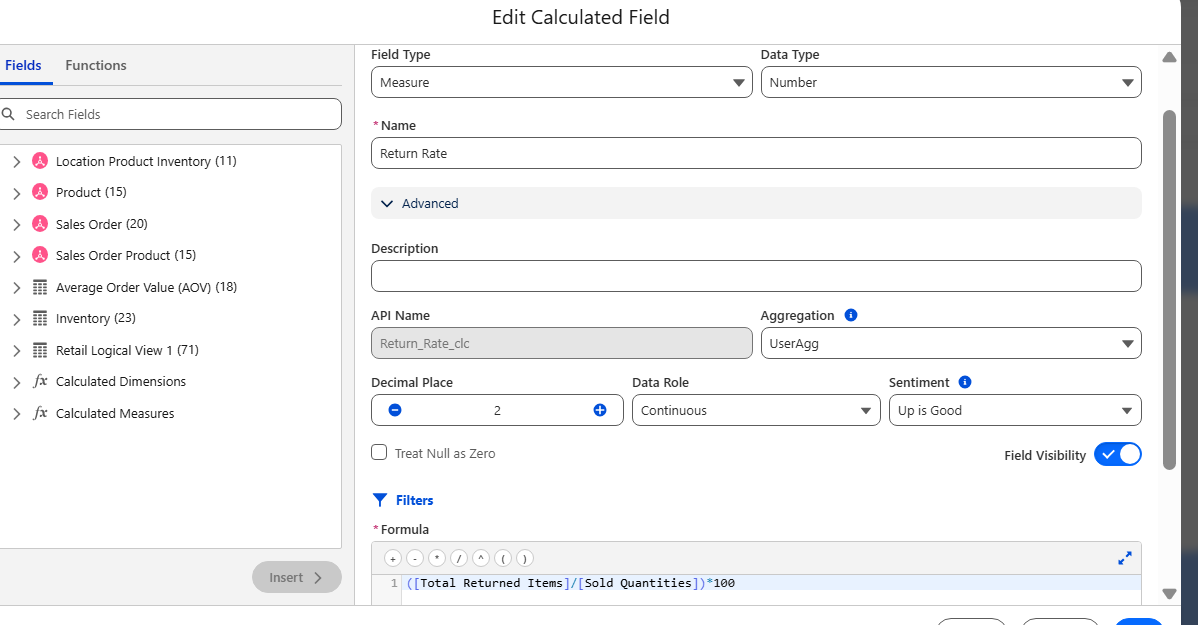 Edit Calculated Field
Fields Functions
Search Fields
Location Product Inventory (11)
Product (15)
Sales Order (20)
Sales Order Product (15)
Average Order Value (AOV) (18)
Inventory (23)
Retail Logical View 1 (71)
fx Calculated Dimensions
fx Calculated Measures
Insert
Field Type Data Type
Measure Number
* Name
Return Rate
Advanced
Description
API Name Aggregation
Return_Rate_clc UserAgg
Decimal Place Data Role Sentiment
2 Continuous Up is Good
Treat Null as Zero Field Visibility
Filters
* Formula
+ - * / ^ ( )
1 ([Total Returned Items]/[Sold Quantities])*100